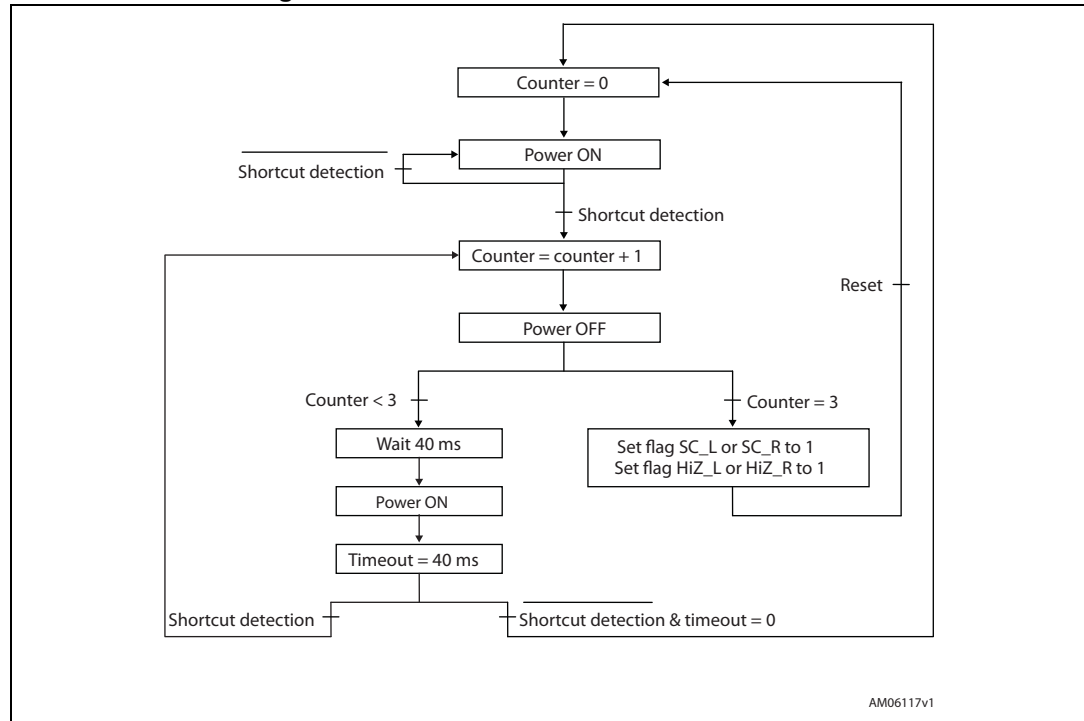 Counter = 0
Power ON
Shortcut detection
Shortcut detection
Counter = counter + 1
Reset
Power OFF
Counter < 3
Counter = 3
Wait 40 ms
Set flag SC_L or SC_R to 1
Set flag HiZ_L or HiZ_R to 1
Power ON
Timeout = 40 ms
Shortcut detection
Shortcut detection & timeout = 0
AM06117v1